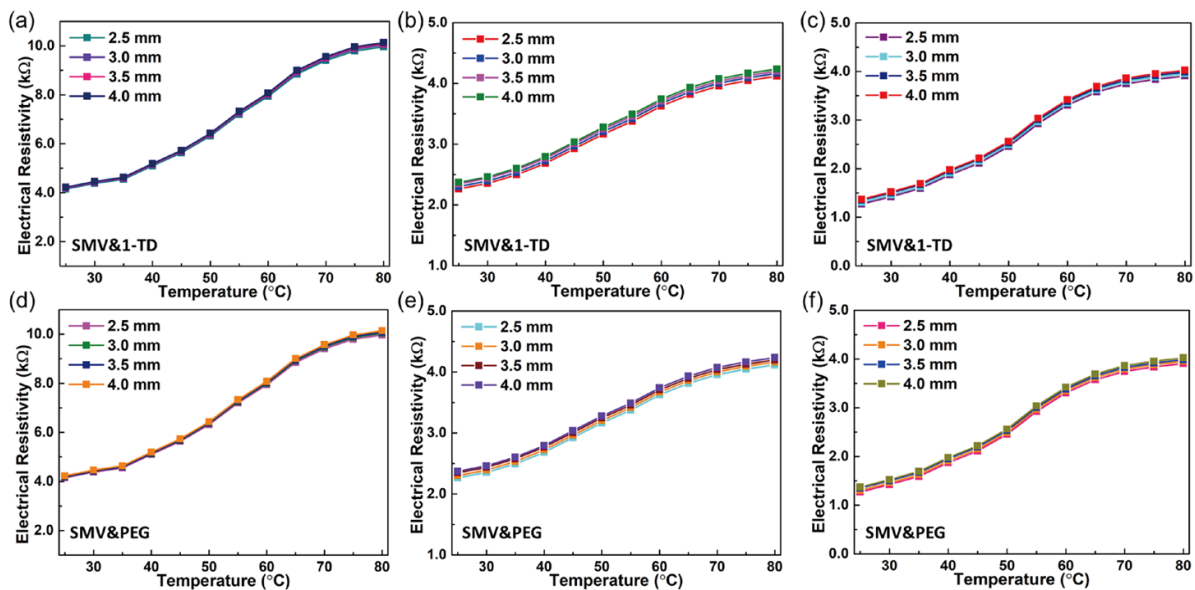 (a)
Electrical Resistivity (kΩ)
10.0
8.0
6.0
4.0
2.0
2.5 mm
3.0 mm
3.5 mm
4.0 mm
SMV&1-TD
30 40 50 60 70 80
Temperature (°C)
(b)
Electrical Resistivity (kΩ)
5.0
4.0
3.0
2.0
1.0
2.5 mm
3.0 mm
3.5 mm
4.0 mm
SMV&1-TD
30 40 50 60 70 80
Temperature (°C)
(c)
Electrical Resistivity (kΩ)
5.0
4.0
3.0
2.0
1.0
0.0
2.5 mm
3.0 mm
3.5 mm
4.0 mm
SMV&1-TD
30 40 50 60 70 80
Temperature (°C)
(d)
Electrical Resistivity (kΩ)
10.0
8.0
6.0
4.0
2.0
2.5 mm
3.0 mm
3.5 mm
4.0 mm
SMV&PEG
30 40 50 60 70 80
Temperature (°C)
(e)
Electrical Resistivity (kΩ)
5.0
4.0
3.0
2.0
1.0
2.5 mm
3.0 mm
3.5 mm
4.0 mm
SMV&PEG
30 40 50 60 70 80
Temperature (°C)
(f)
Electrical Resistivity (kΩ)
5.0
4.0
3.0
2.0
1.0
0.0
2.5 mm
3.0 mm
3.5 mm
4.0 mm
SMV&PEG
30 40 50 60 70 80
Temperature (°C)